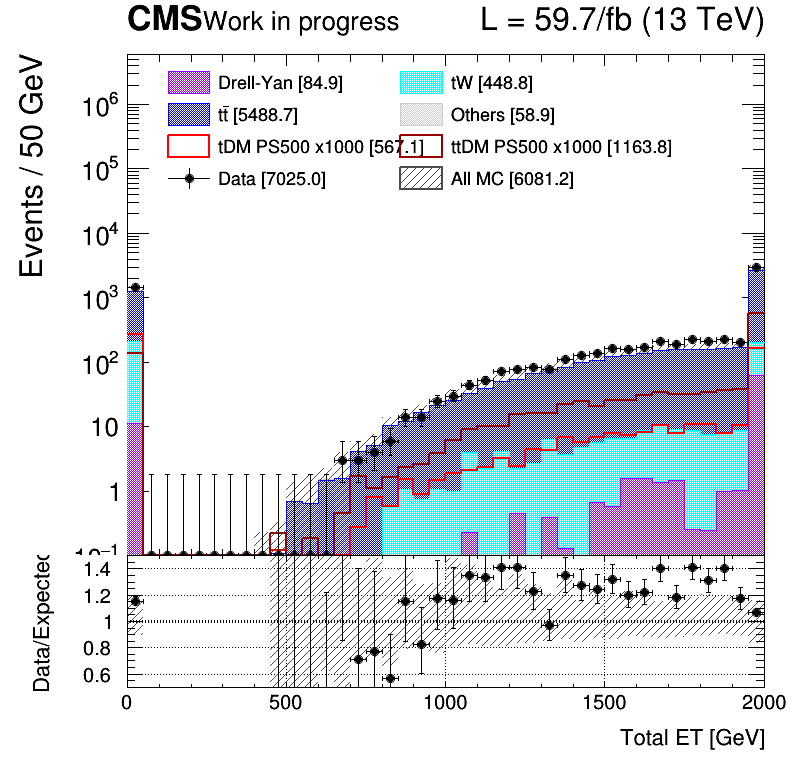 CMS Work in progress L = 59.7/fb (13 TeV)
Events / 50 GeV
Drell-Yan [84.9] tW [448.8]
tt̄ [5488.7] Others [58.9]
tDM PS500 x1000 [567.1] ttDM PS500 x1000 [1163.8]
Data [7025.0] All MC [6081.2]
10⁶
10⁵
10⁴
10³
10²
10
1
10⁻¹
Data/Expected
1.4
1.2
1
0.8
0.6
0 500 1000 1500 2000
Total ET [GeV]